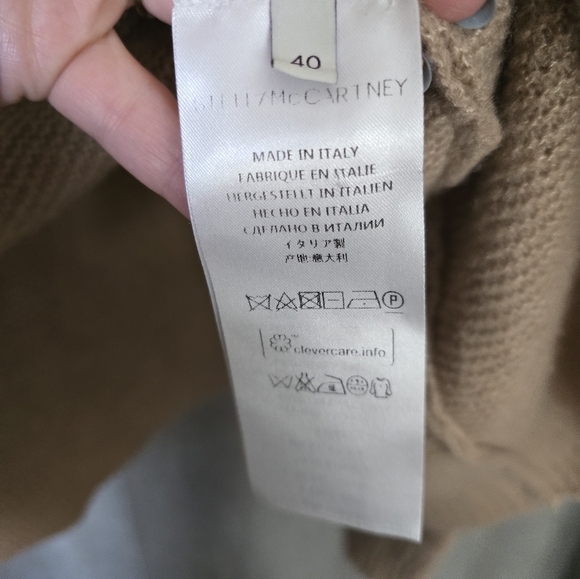 40
STELLA McCARTNEY
MADE IN ITALY
FABRIQUE EN ITALIE
HERGESTELLT IN ITALIEN
HECHO EN ITALIA
СДЕЛАНО В ИТАЛИИ
イタリア製
产地:意大利
P
clevercare.info